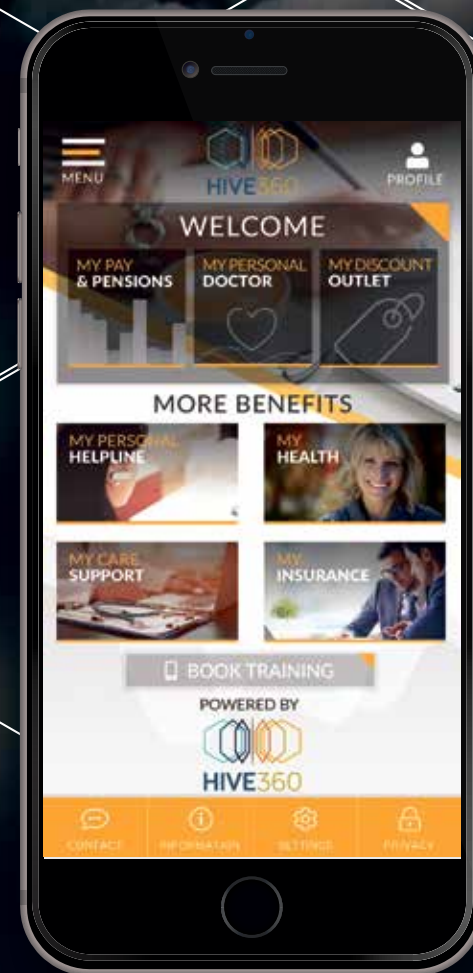 MENU
HIVE360
PROFILE
WELCOME
MY PAY
& PENSIONS
MY PERSONAL
DOCTOR
MY DISCOUNT
OUTLET
MORE BENEFITS
MY PERSONAL
HELPLINE
MY
HEALTH
MY CARE
SUPPORT
MY
INSURANCE
BOOK TRAINING
POWERED BY
HIVE360
CONTACT
INFORMATION
SETTINGS
PRIVACY